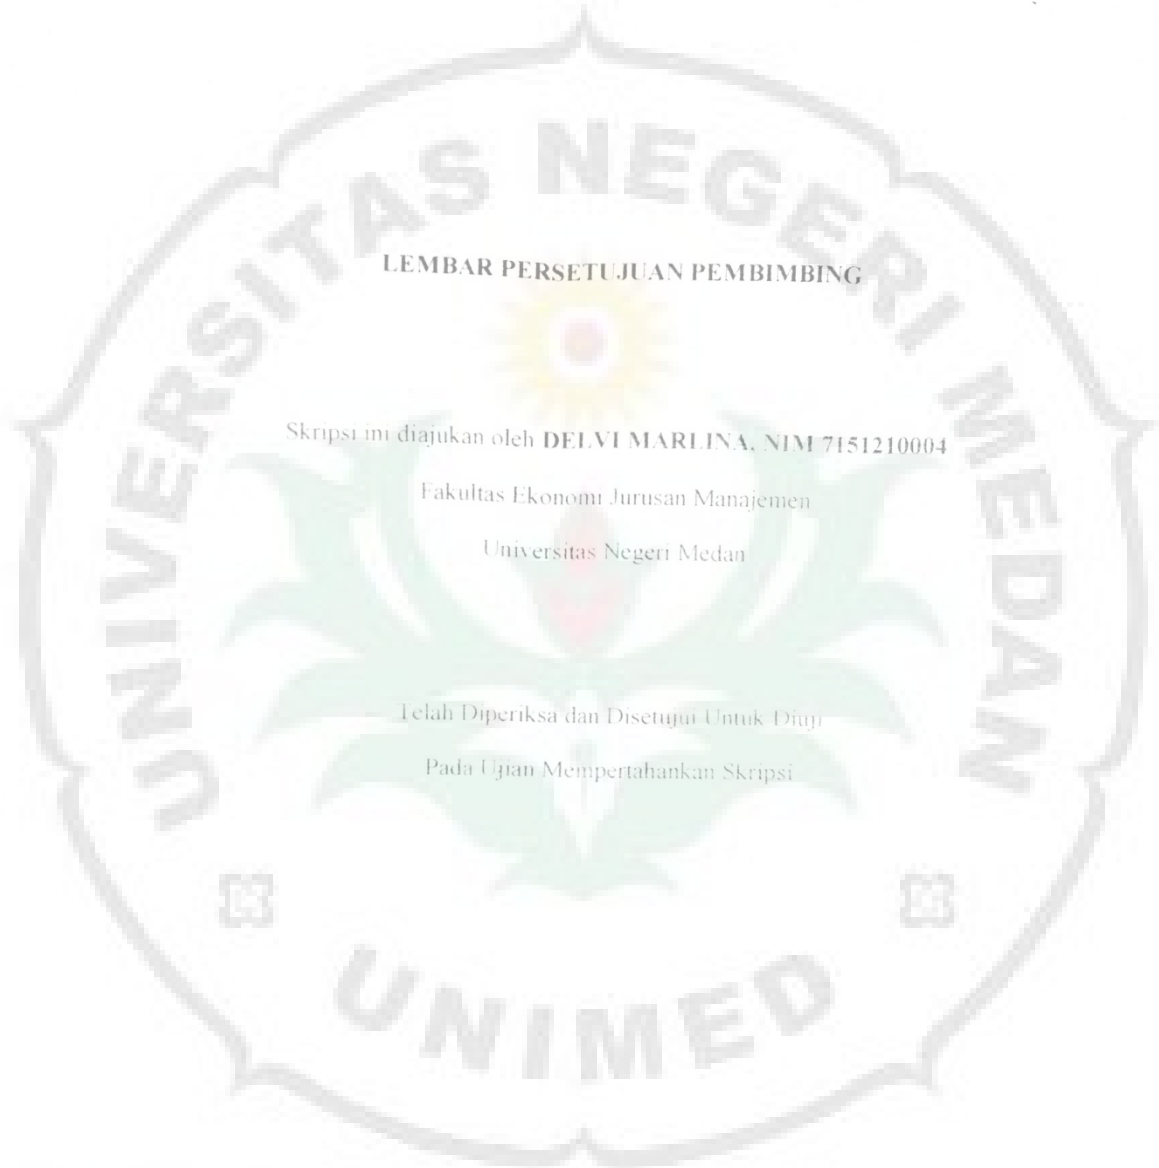 UNIVERSITAS NEGERI MEDAN
LEMBAR PERSETUJUAN PEMBIMBING
Skripsi ini diajukan oleh DELVI MARLINA, NIM 7151210004
Fakultas Ekonomi Jurusan Manajemen
Universitas Negeri Medan
Telah Diperiksa dan Disetujui Untuk Diuji
Pada Ujian Mempertahankan Skripsi
UNIMED